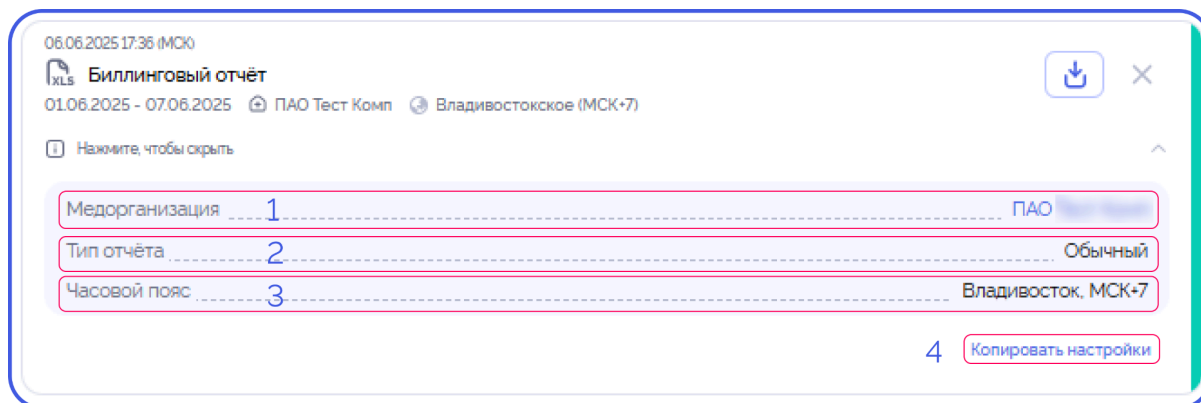 06.06.2025 17:36 (МСК)
XLS Биллинговый отчёт
01.06.2025 - 07.06.2025 ПАО Тест Комп Владивостокское (МСК+7)
Нажмите, чтобы скрыть
Медорганизация 1 ПАО
Тип отчёта 2 Обычный
Часовой пояс 3 Владивосток, МСК+7
4 Копировать настройки